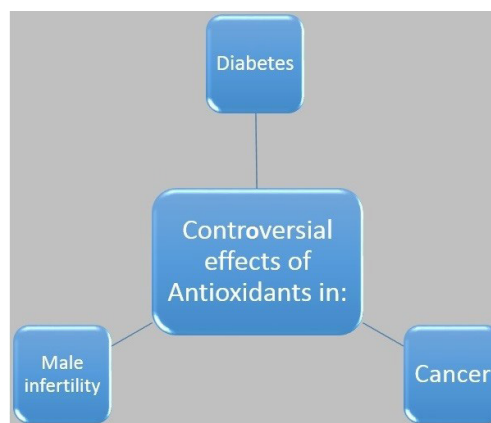 Diabetes
Controversial
effects of
Antioxidants in:
Male
infertility
Cancer